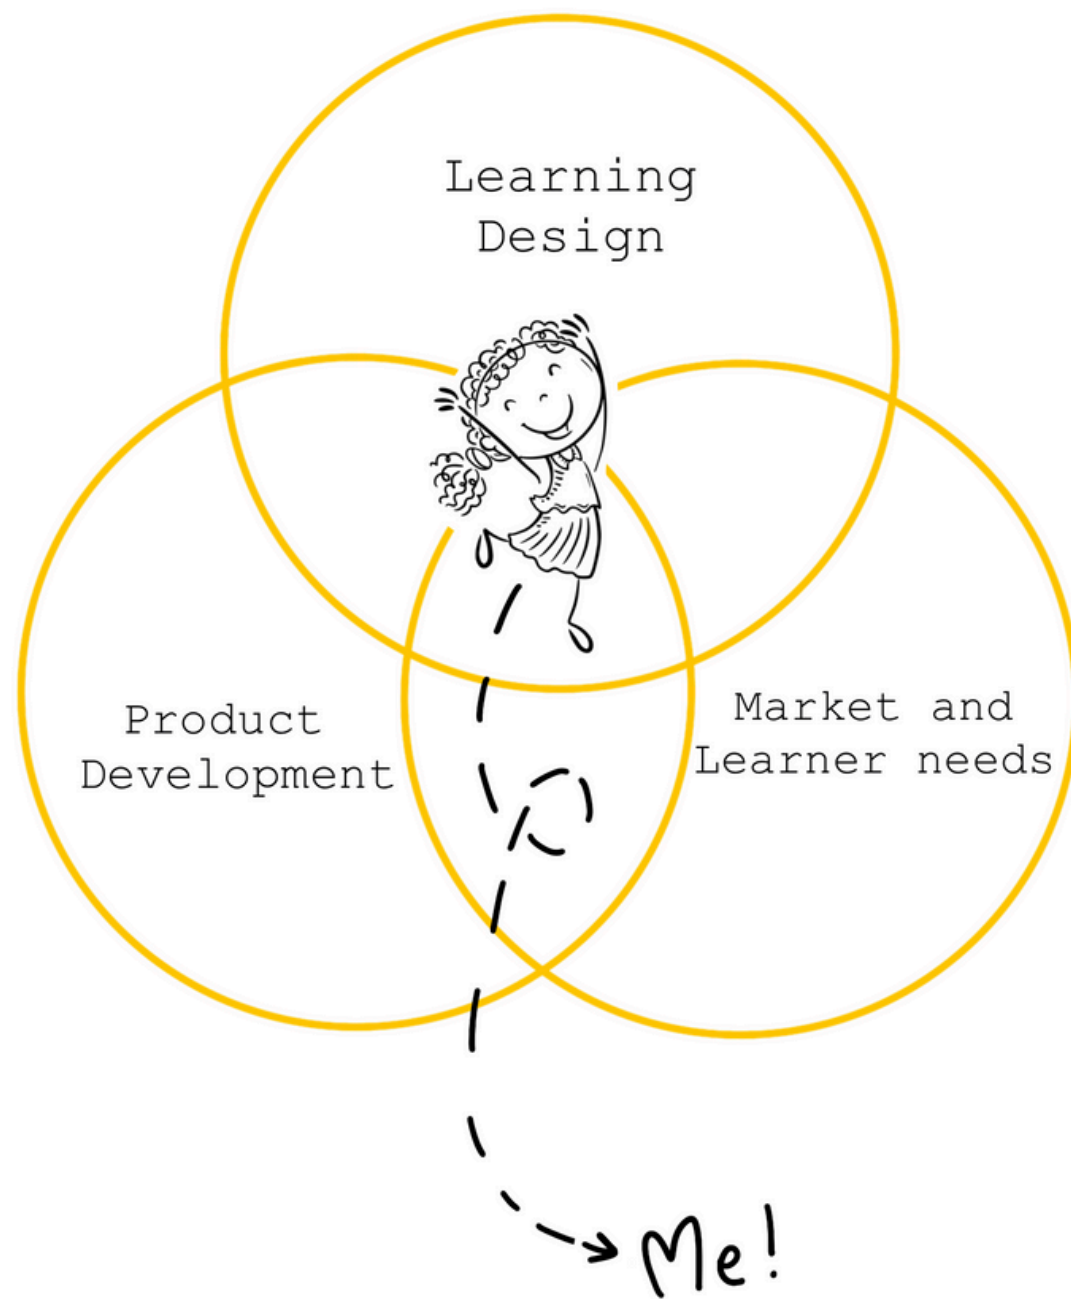 Learning
Design
Product
Development
Market and
Learner needs
Me!